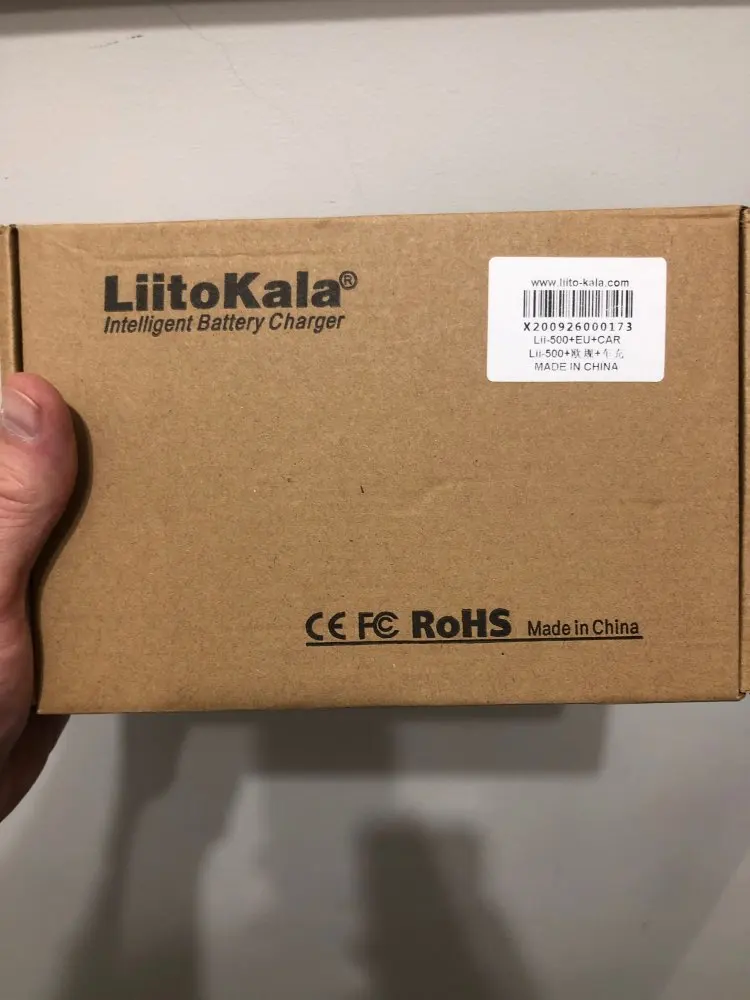 LiitoKala®
Intelligent Battery Charger
www.liito-kala.com
X200926000173
Lii-500+EU+CAR
Lii-500+欧规+车充
MADE IN CHINA
CE FC RoHS Made in China